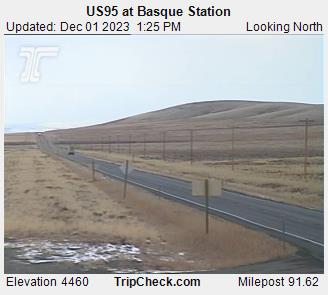 US95 at Basque Station
Updated: Dec 01 2023 1:25 PM Looking North
Elevation 4460 TripCheck.com Milepost 91.62